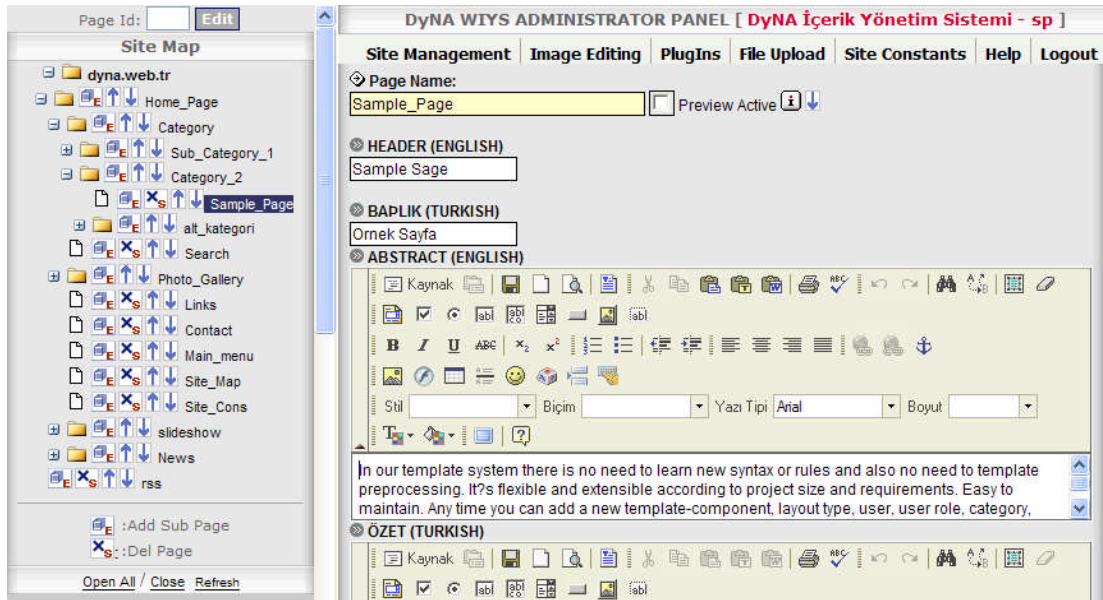 Page Id: Edit
Site Map
dyna.web.tr
Home_Page
Category
Sub_Category_1
Category_2
Sample_Page
alt_kategori
Search
Photo_Gallery
Links
Contact
Main_menu
Site_Map
Site_Cons
slideshow
News
rss
:Add Sub Page
:Del Page
Open All / Close Refresh
DyNA WIYS ADMINISTRATOR PANEL [ DyNA İçerik Yönetim Sistemi - sp ]
Site Management Image Editing PlugIns File Upload Site Constants Help Logout
Page Name:
Sample_Page Preview Active
HEADER (ENGLISH)
Sample Sage
BAÞLIK (TURKISH)
Ornek Sayfa
ABSTRACT (ENGLISH)
Kaynak
B I U ABC
Stil Biçim Yazı Tipi Arial Boyut
In our template system there is no need to learn new syntax or rules and also no need to template
preprocessing. It?s flexible and extensible according to project size and requirements. Easy to
maintain. Any time you can add a new template-component, layout type, user, user role, category,
ÖZET (TURKISH)
Kaynak